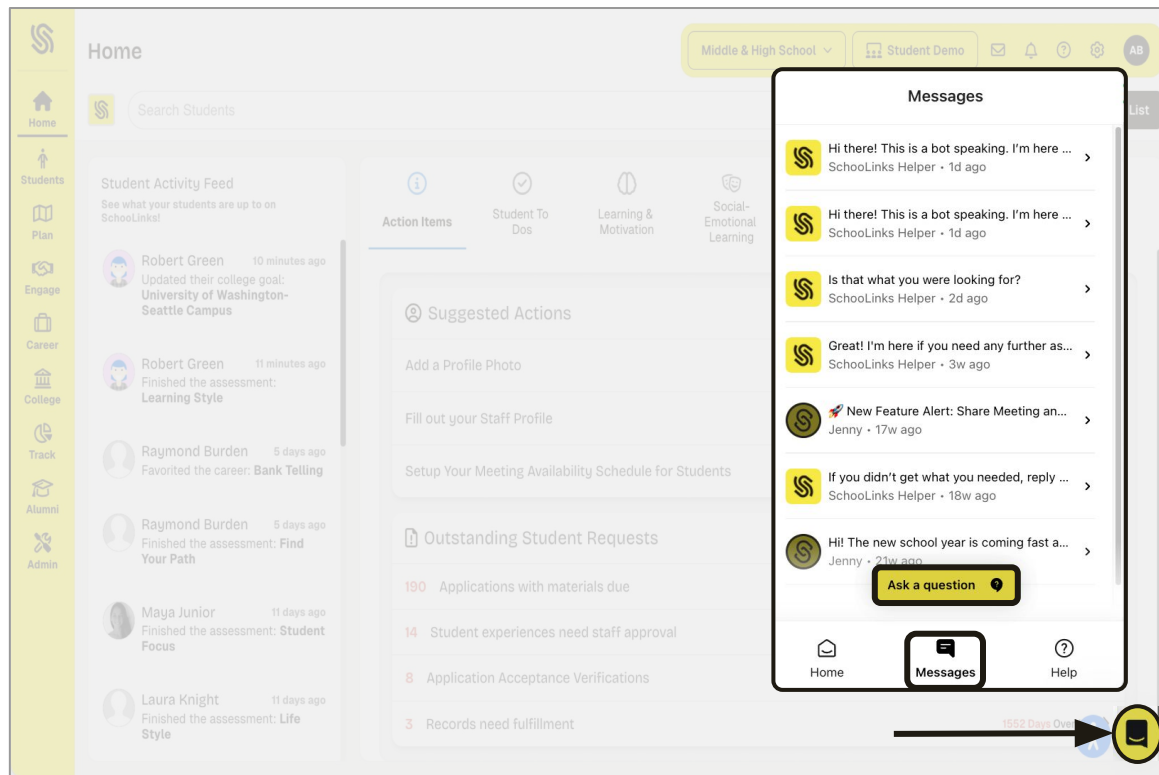 Home
Middle & High School
Student Demo
AB
Home
Students
Plan
Engage
Career
College
Track
Alumni
Admin
Search Students
List
Student Activity Feed
See what your students are up to on
SchooLinks!
Robert Green 10 minutes ago
Updated their college goal:
University of Washington-
Seattle Campus
Robert Green 11 minutes ago
Finished the assessment:
Learning Style
Raymond Burden 5 days ago
Favorited the career: Bank Telling
Raymond Burden 5 days ago
Finished the assessment: Find
Your Path
Maya Junior 11 days ago
Finished the assessment: Student
Focus
Laura Knight 11 days ago
Finished the assessment: Life
Style
Action Items
Student To
Dos
Learning &
Motivation
Social-
Emotional
Learning
Suggested Actions
Add a Profile Photo
Fill out your Staff Profile
Setup Your Meeting Availability Schedule for Students
Outstanding Student Requests
190 Applications with materials due
14 Student experiences need staff approval
8 Application Acceptance Verifications
3 Records need fulfillment
1552 Days Over
Messages
Hi there! This is a bot speaking. I'm here ...
SchooLinks Helper • 1d ago
Hi there! This is a bot speaking. I'm here ...
SchooLinks Helper • 1d ago
Is that what you were looking for?
SchooLinks Helper • 2d ago
Great! I'm here if you need any further as...
SchooLinks Helper • 3w ago
🚀 New Feature Alert: Share Meeting an...
Jenny • 17w ago
If you didn't get what you needed, reply ...
SchooLinks Helper • 18w ago
Hi! The new school year is coming fast a...
Jenny • 21w ago
Ask a question
Home
Messages
Help